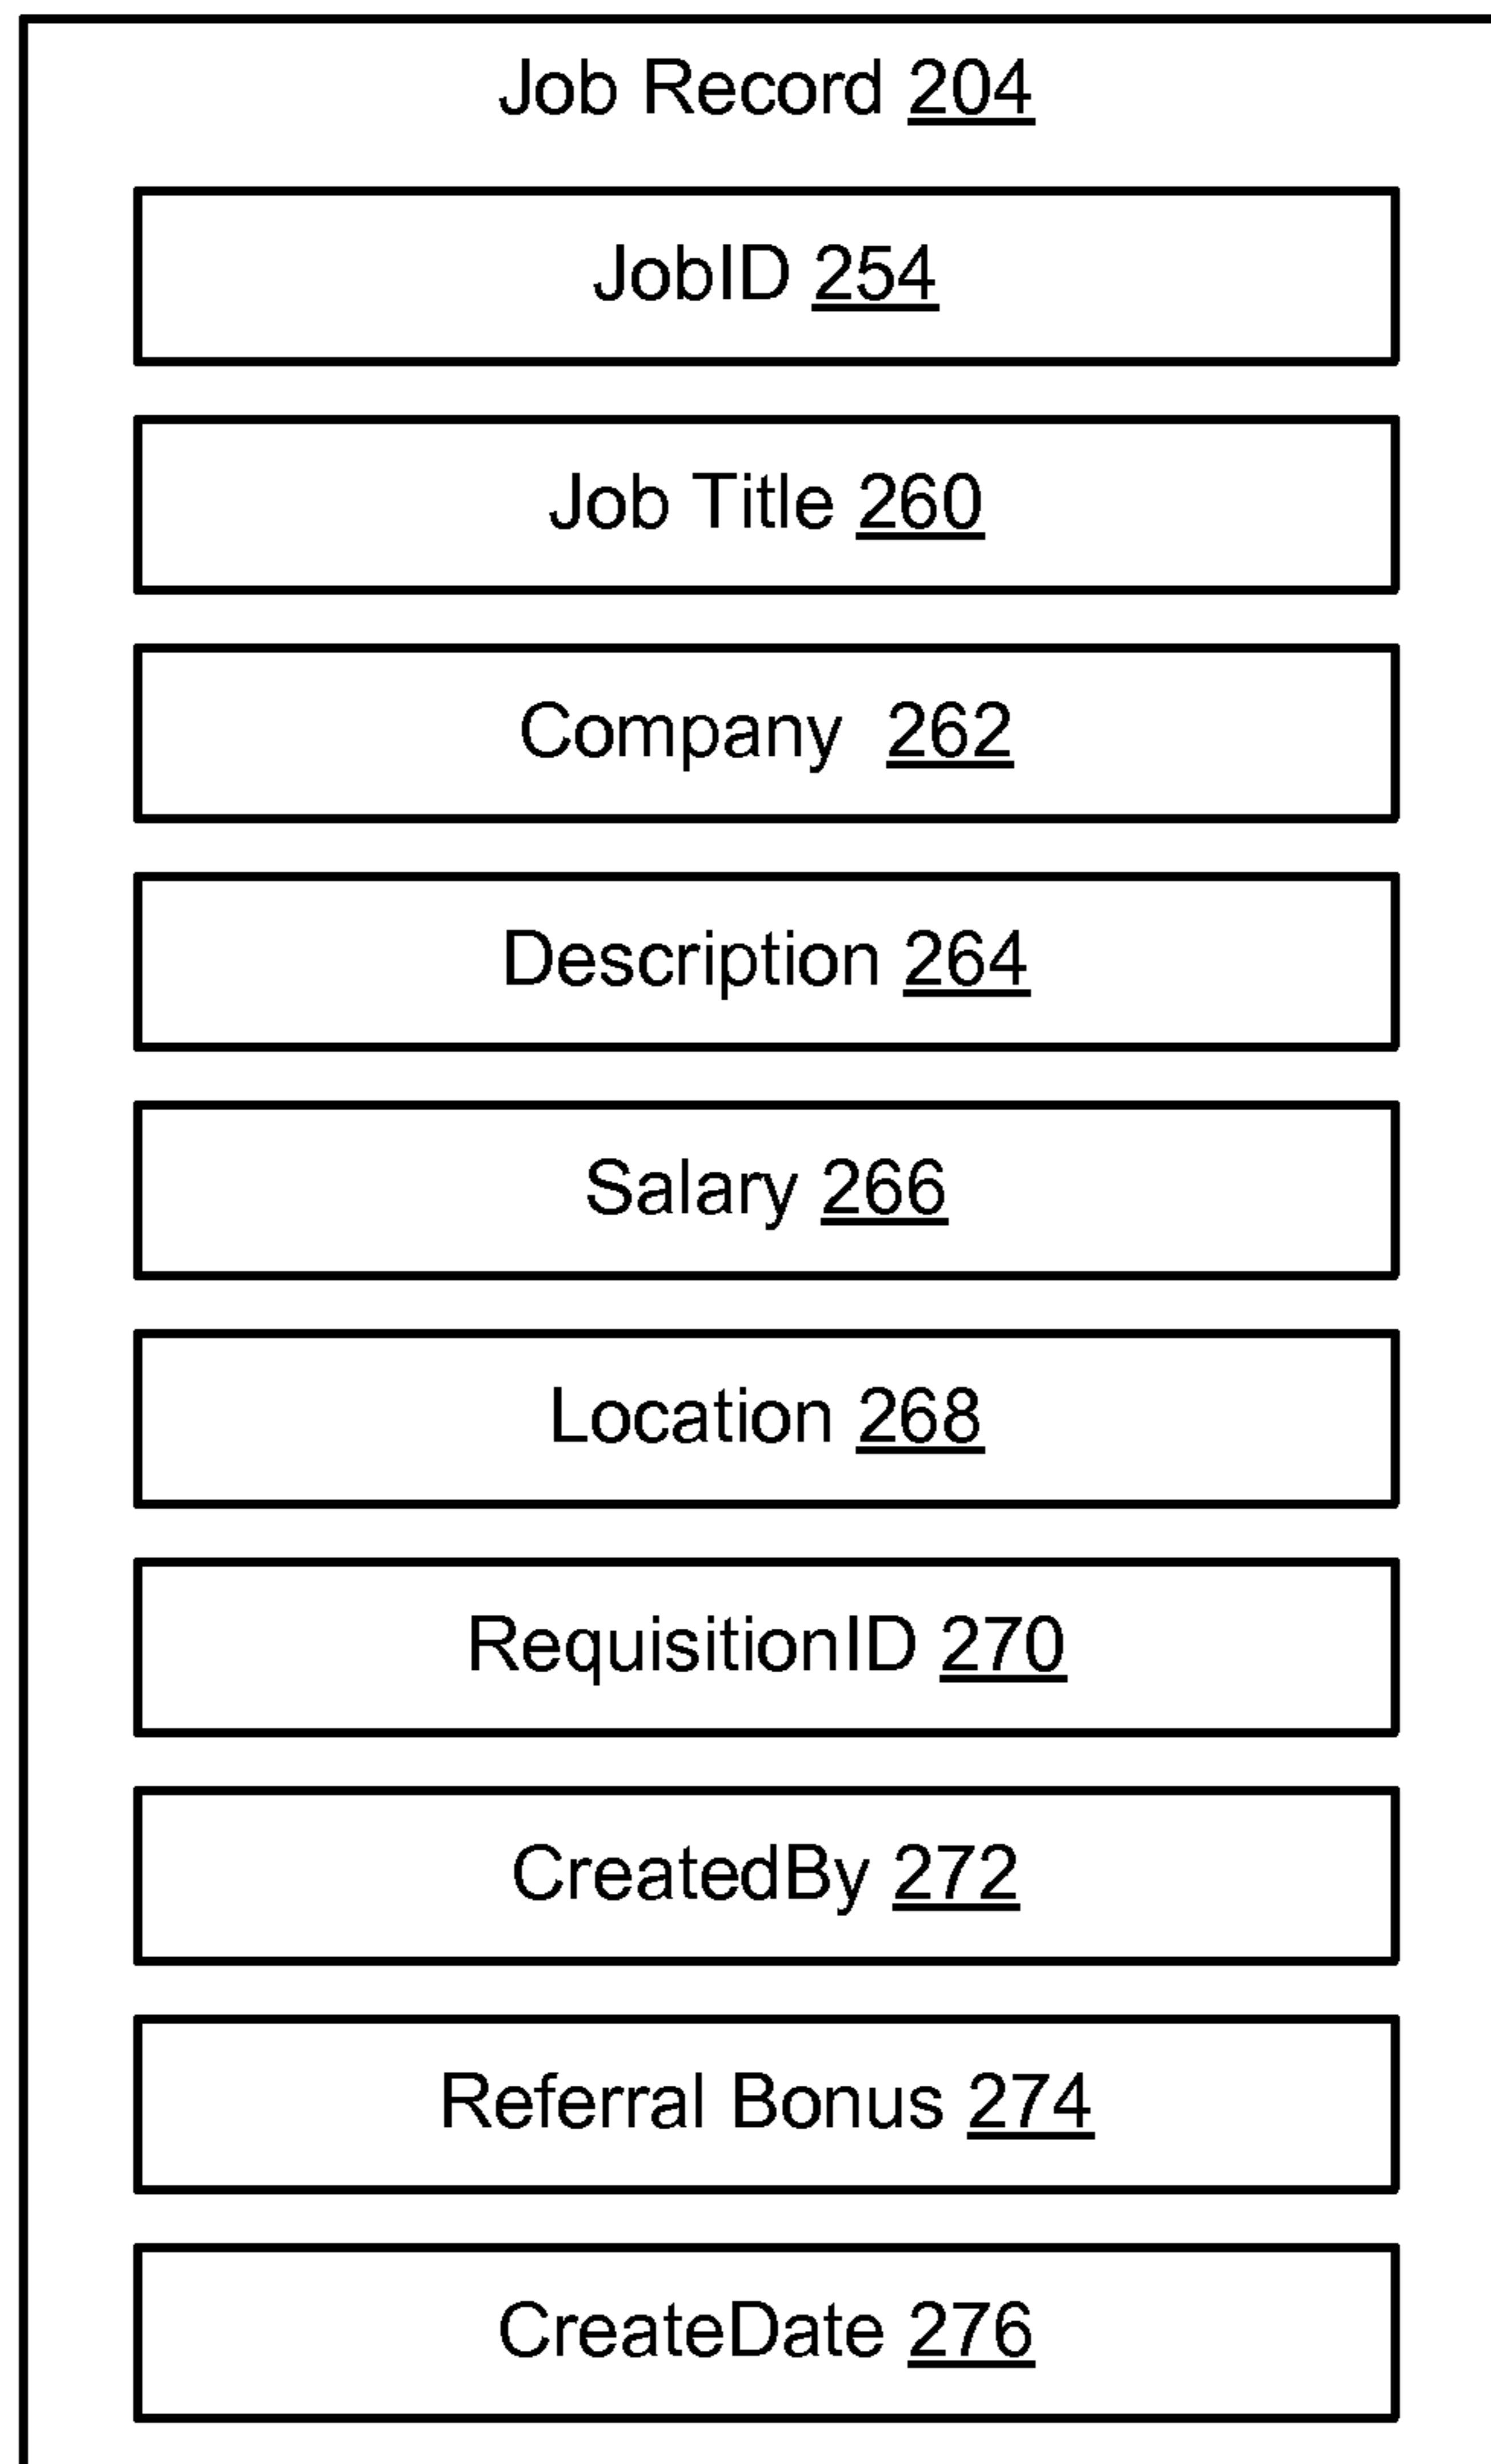 Job Record 204
JobID 254
Job Title 260
Company 262
Description 264
Salary 266
Location 268
RequisitionID 270
CreatedBy 272
Referral Bonus 274
CreateDate 276